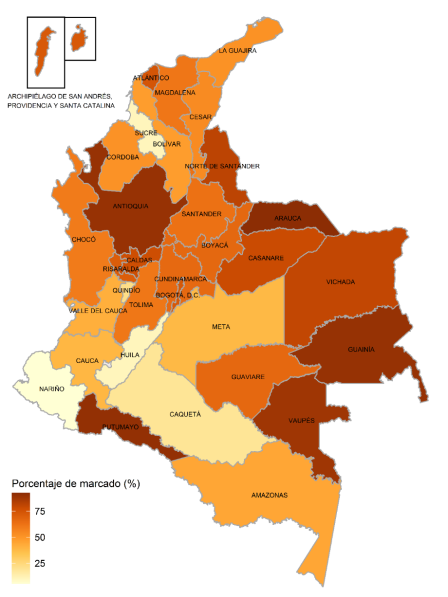 LA GUAJIRA
ATLÁNTICO
MAGDALENA
ARCHIPIÉLAGO DE SAN ANDRÉS,
PROVIDENCIA Y SANTA CATALINA
CESAR
SUCRE
BOLÍVAR
CÓRDOBA
NORTE DE SANTANDER
ANTIOQUIA
SANTANDER
ARAUCA
CHOCÓ
BOYACÁ
CASANARE
CALDAS
RISARALDA
CUNDINAMARCA
VICHADA
QUINDÍO
BOGOTÁ, D.C.
TOLIMA
VALLE DEL CAUCA
META
GUAINÍA
HUILA
CAUCA
GUAVIARE
NARIÑO
CAQUETÁ
VAUPÉS
PUTUMAYO
Porcentaje de marcado (%)
AMAZONAS
75
50
25